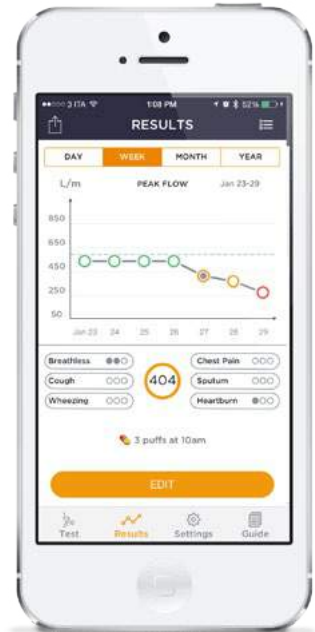 3 ITA 1:08 PM 52%
RESULTS
DAY WEEK MONTH YEAR
L/m PEAK FLOW Jan 23-29
850
650
450
250
50
Jan 23 24 25 26 27 28 29
Breathless Chest Pain
Cough 404 Sputum
Wheezing Heartburn
3 puffs at 10am
EDIT
Test Results Settings Guide